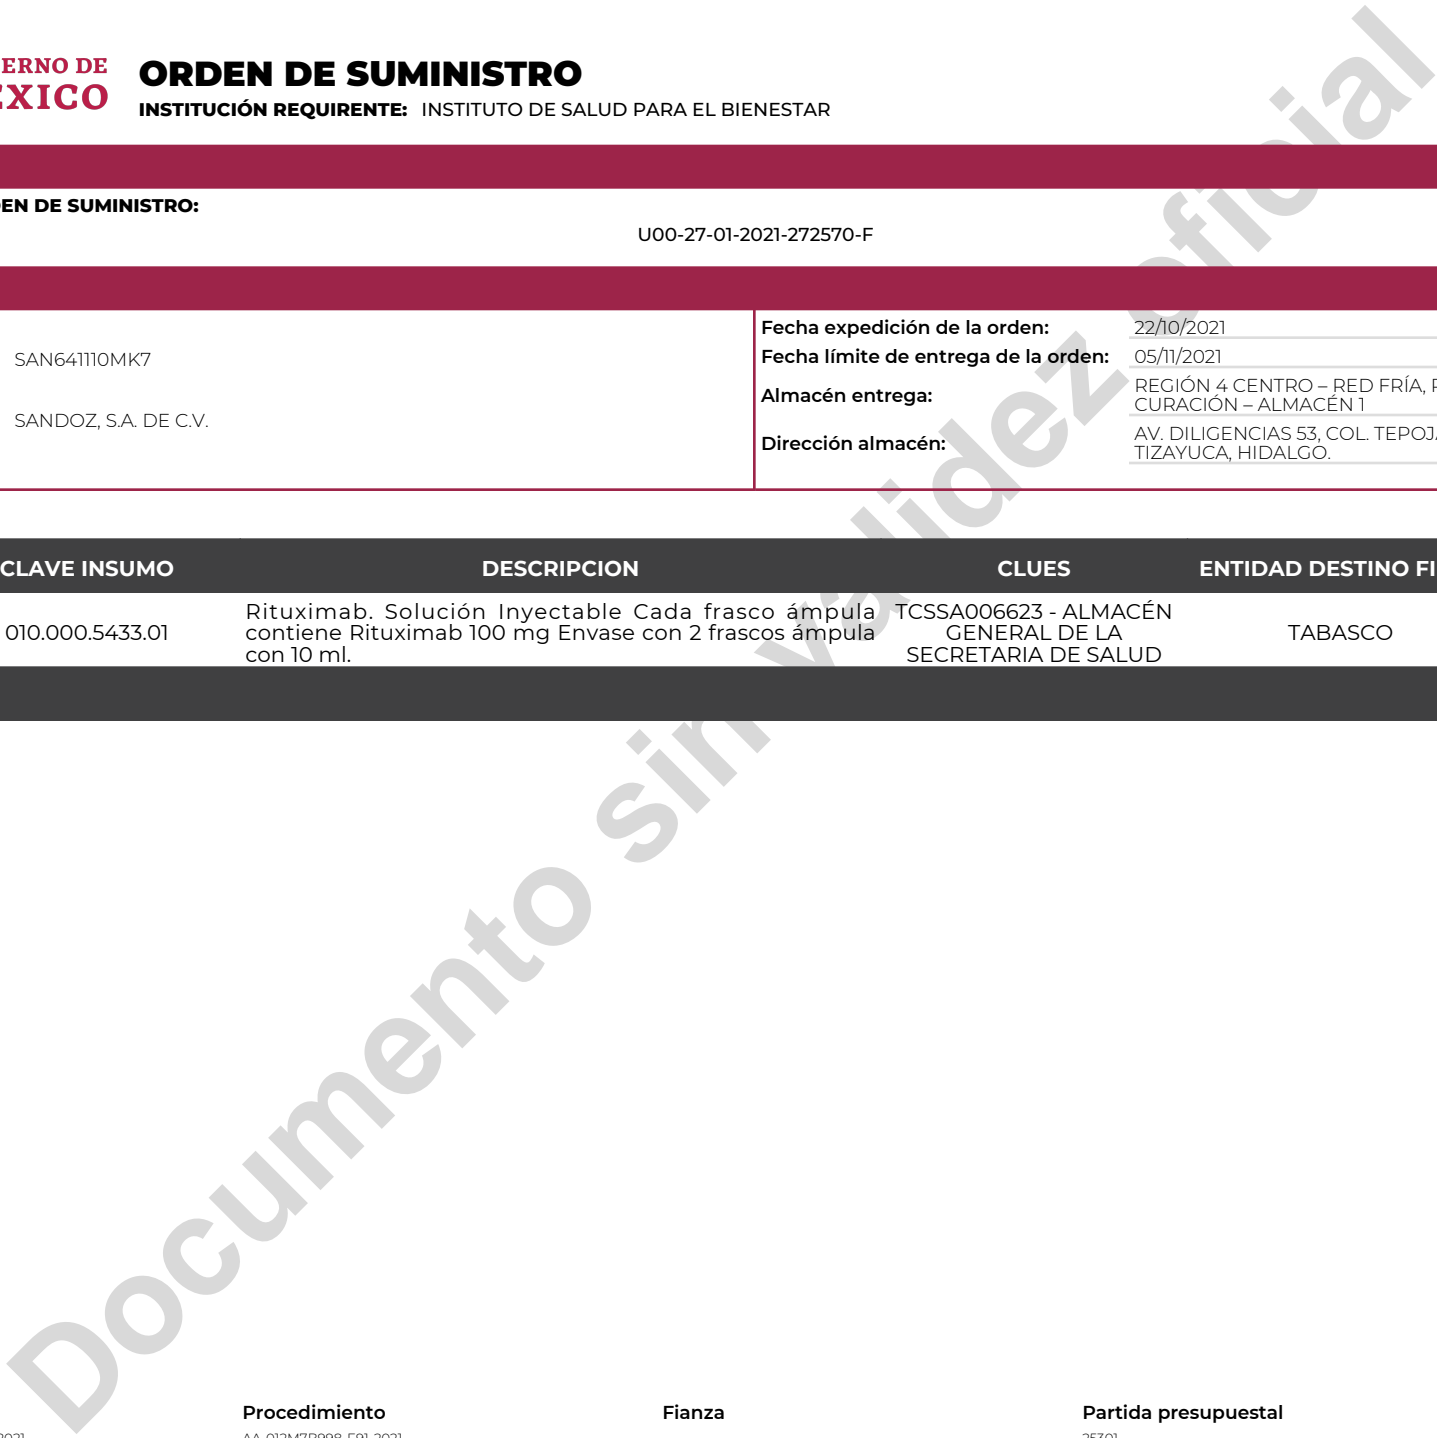 ERNO DE
EXICO
ORDEN DE SUMINISTRO
INSTITUCIÓN REQUIRENTE: INSTITUTO DE SALUD PARA EL BIENESTAR
EN DE SUMINISTRO:
U00-27-01-2021-272570-F
SAN641110MK7
SANDOZ, S.A. DE C.V.
Fecha expedición de la orden: 22/10/2021
Fecha límite de entrega de la orden: 05/11/2021
Almacén entrega: REGIÓN 4 CENTRO – RED FRÍA,
CURACIÓN – ALMACÉN 1
Dirección almacén: AV. DILIGENCIAS 53, COL. TEPOJ
TIZAYUCA, HIDALGO.
CLAVE INSUMO DESCRIPCION CLUES ENTIDAD DESTINO FI
010.000.5433.01
Rituximab. Solución Inyectable Cada frasco ámpula
contiene Rituximab 100 mg Envase con 2 frascos ámpula
con 10 ml.
TCSSA006623 - ALMACÉN
GENERAL DE LA
SECRETARIA DE SALUD
TABASCO
Documento sin validez oficial
Procedimiento Fianza Partida presupuestal